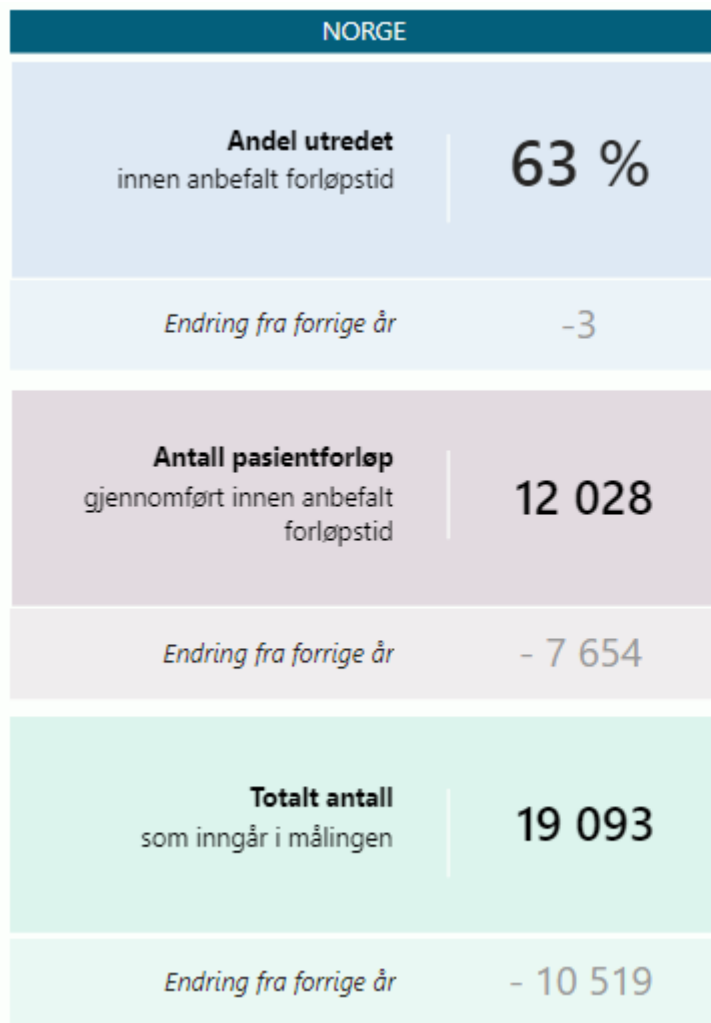 NORGE
Andel utredet
innen anbefalt forløpstid
63 %
Endring fra forrige år
-3
Antall pasientforløp
gjennomført innen anbefalt
forløpstid
12 028
Endring fra forrige år
- 7 654
Totalt antall
som inngår i målingen
19 093
Endring fra forrige år
- 10 519